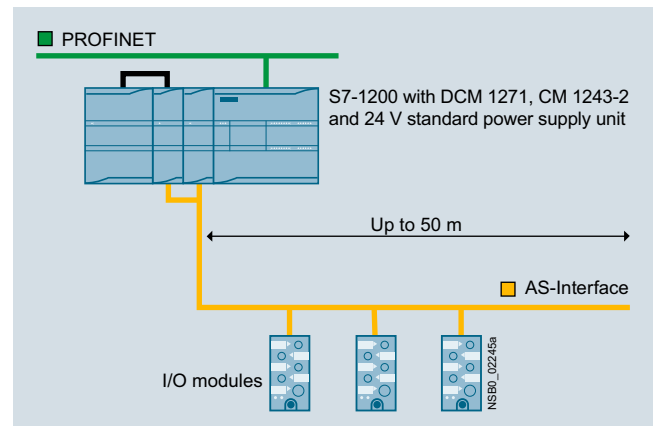 PROFINET
S7-1200 with DCM 1271, CM 1243-2
and 24 V standard power supply unit
Up to 50 m
AS-Interface
I/O modules
NSB0_02245a